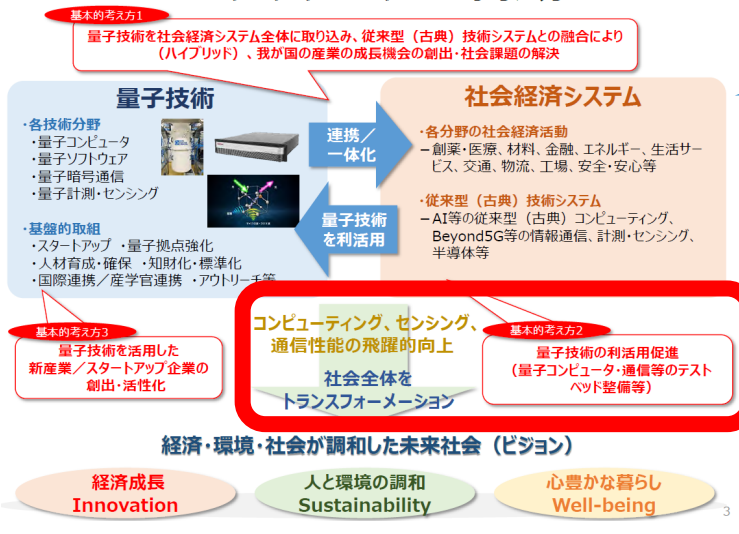 基本的考え方1
量子技術を社会経済システム全体に取り込み、従来型（古典）技術システムとの融合により
（ハイブリッド）、我が国の産業の成長機会の創出・社会課題の解決
量子技術
・各技術分野
・量子コンピュータ
・量子ソフトウェア
・量子暗号通信
・量子計測・センシング
・基盤的取組
・スタートアップ ・量子拠点強化
・人材育成・確保 ・知財化・標準化
・国際連携／産学官連携 ・アウトリーチ等
連携／
一体化
量子技術
を利活用
社会経済システム
・各分野の社会経済活動
－創薬・医療、材料、金融、エネルギー、生活サー
ビス、交通、物流、工場、安全・安心等
・従来型（古典）技術システム
－AI等の従来型（古典）コンピューティング、
Beyond5G等の情報通信、計測・センシング、
半導体等
基本的考え方3
量子技術を活用した
新産業／スタートアップ企業の
創出・活性化
コンピューティング、センシング、
通信性能の飛躍的向上
社会全体を
トランスフォーメーション
基本的考え方2
量子技術の利活用促進
（量子コンピュータ・通信等のテスト
ベッド整備等）
経済・環境・社会が調和した未来社会（ビジョン）
経済成長
Innovation
人と環境の調和
Sustainability
心豊かな暮らし
Well-being
3